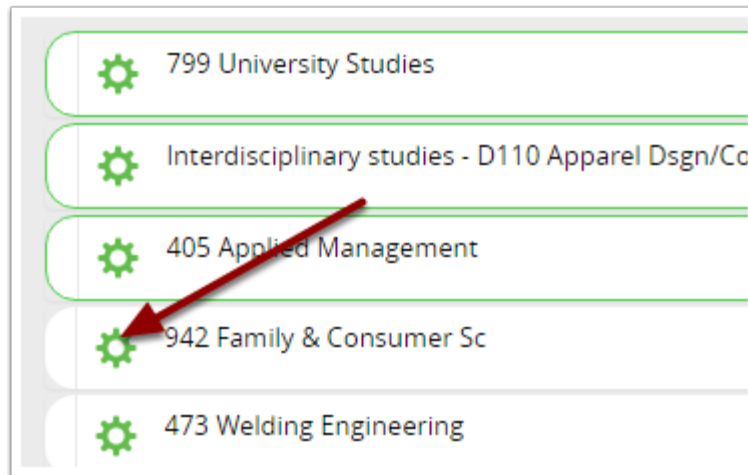 799 University Studies
Interdisciplinary studies - D110 Apparel Dsgn/Co
405 Applied Management
942 Family & Consumer Sc
473 Welding Engineering